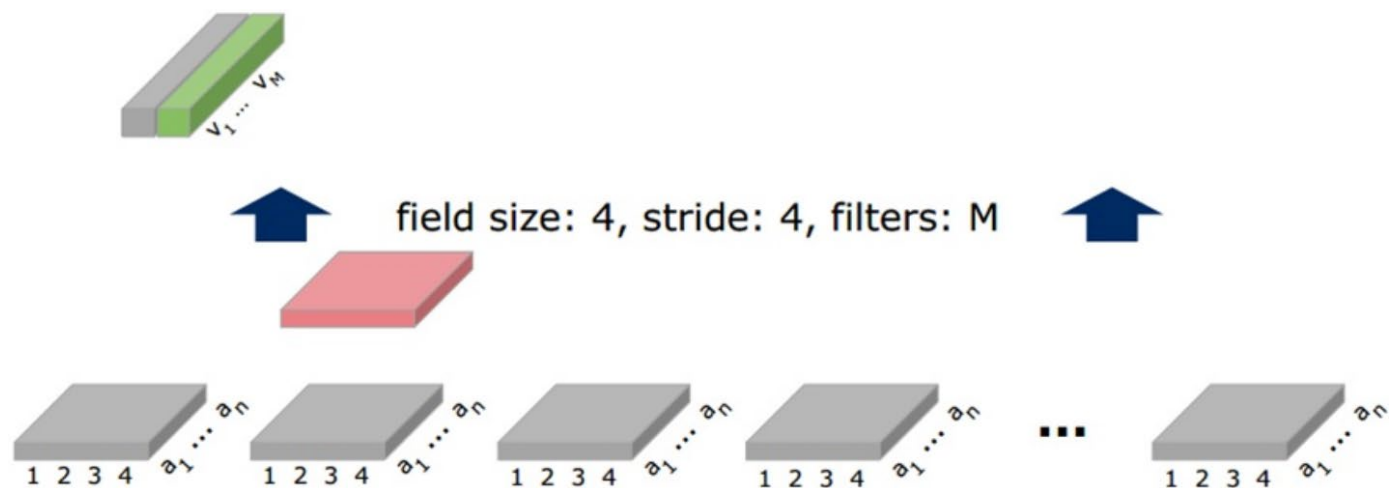 v₁ ... v_M
field size: 4, stride: 4, filters: M
1 2 3 4 a₁ ... aₙ 1 2 3 4 a₁ ... aₙ 1 2 3 4 a₁ ... aₙ 1 2 3 4 a₁ ... aₙ ... 1 2 3 4 a₁ ... aₙ